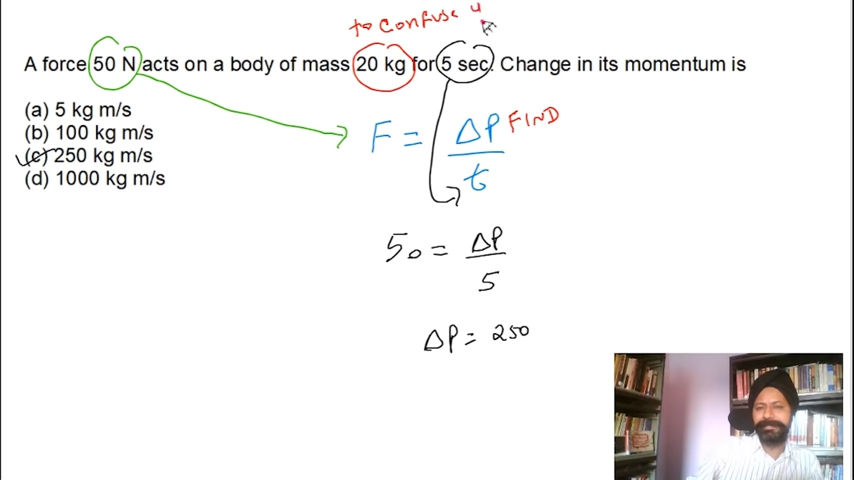 to confuse u
A force 50 N acts on a body of mass 20 kg for 5 sec. Change in its momentum is
(a) 5 kg m/s
(b) 100 kg m/s
(c) 250 kg m/s
(d) 1000 kg m/s
F = ΔP / t FIND
50 = ΔP / 5
ΔP = 250